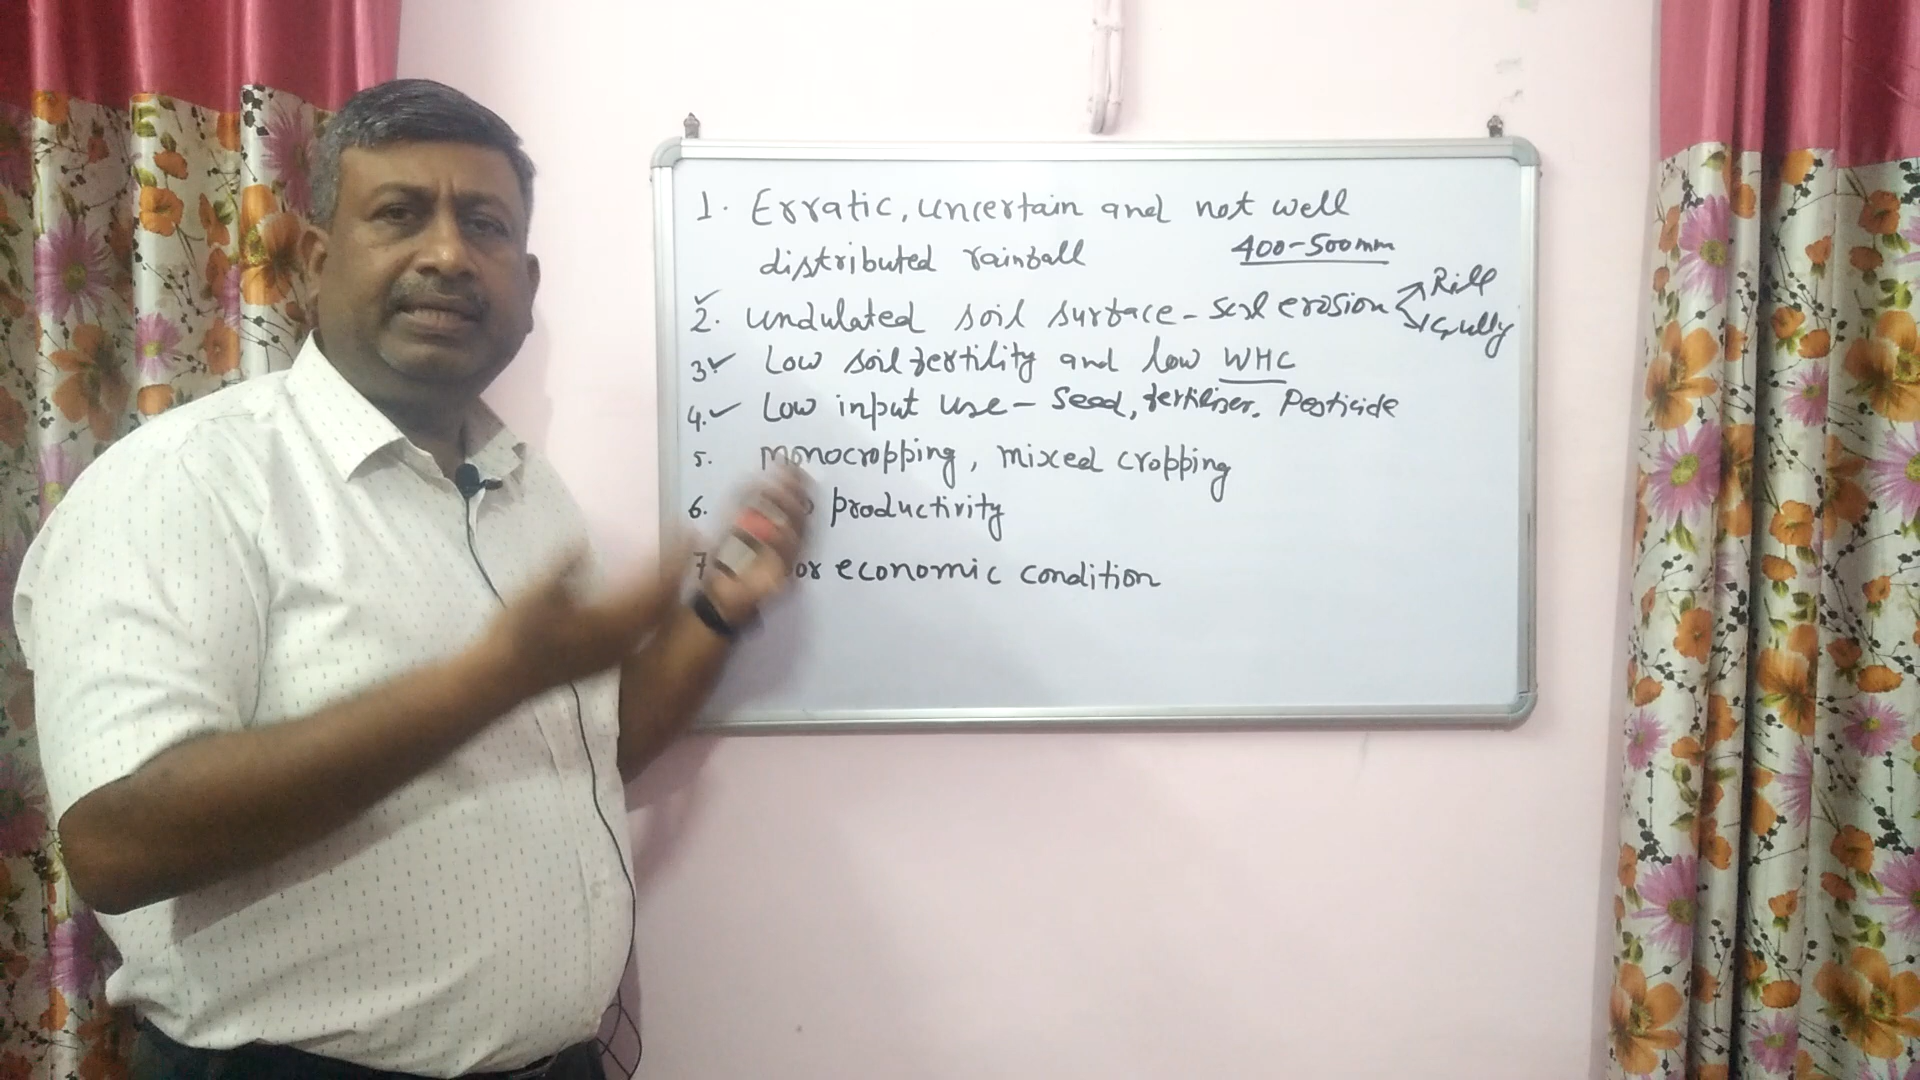 1. Erratic, uncertain and not well
distributed rainfall 400-500mm
2. undulated soil surface - soil erosion Rill Gully
3. Low soil fertility and low WHC
4. Low input use - Seed, fertiliser, Pesticide
5. monocropping, mixed cropping
6. productivity
7 economic condition